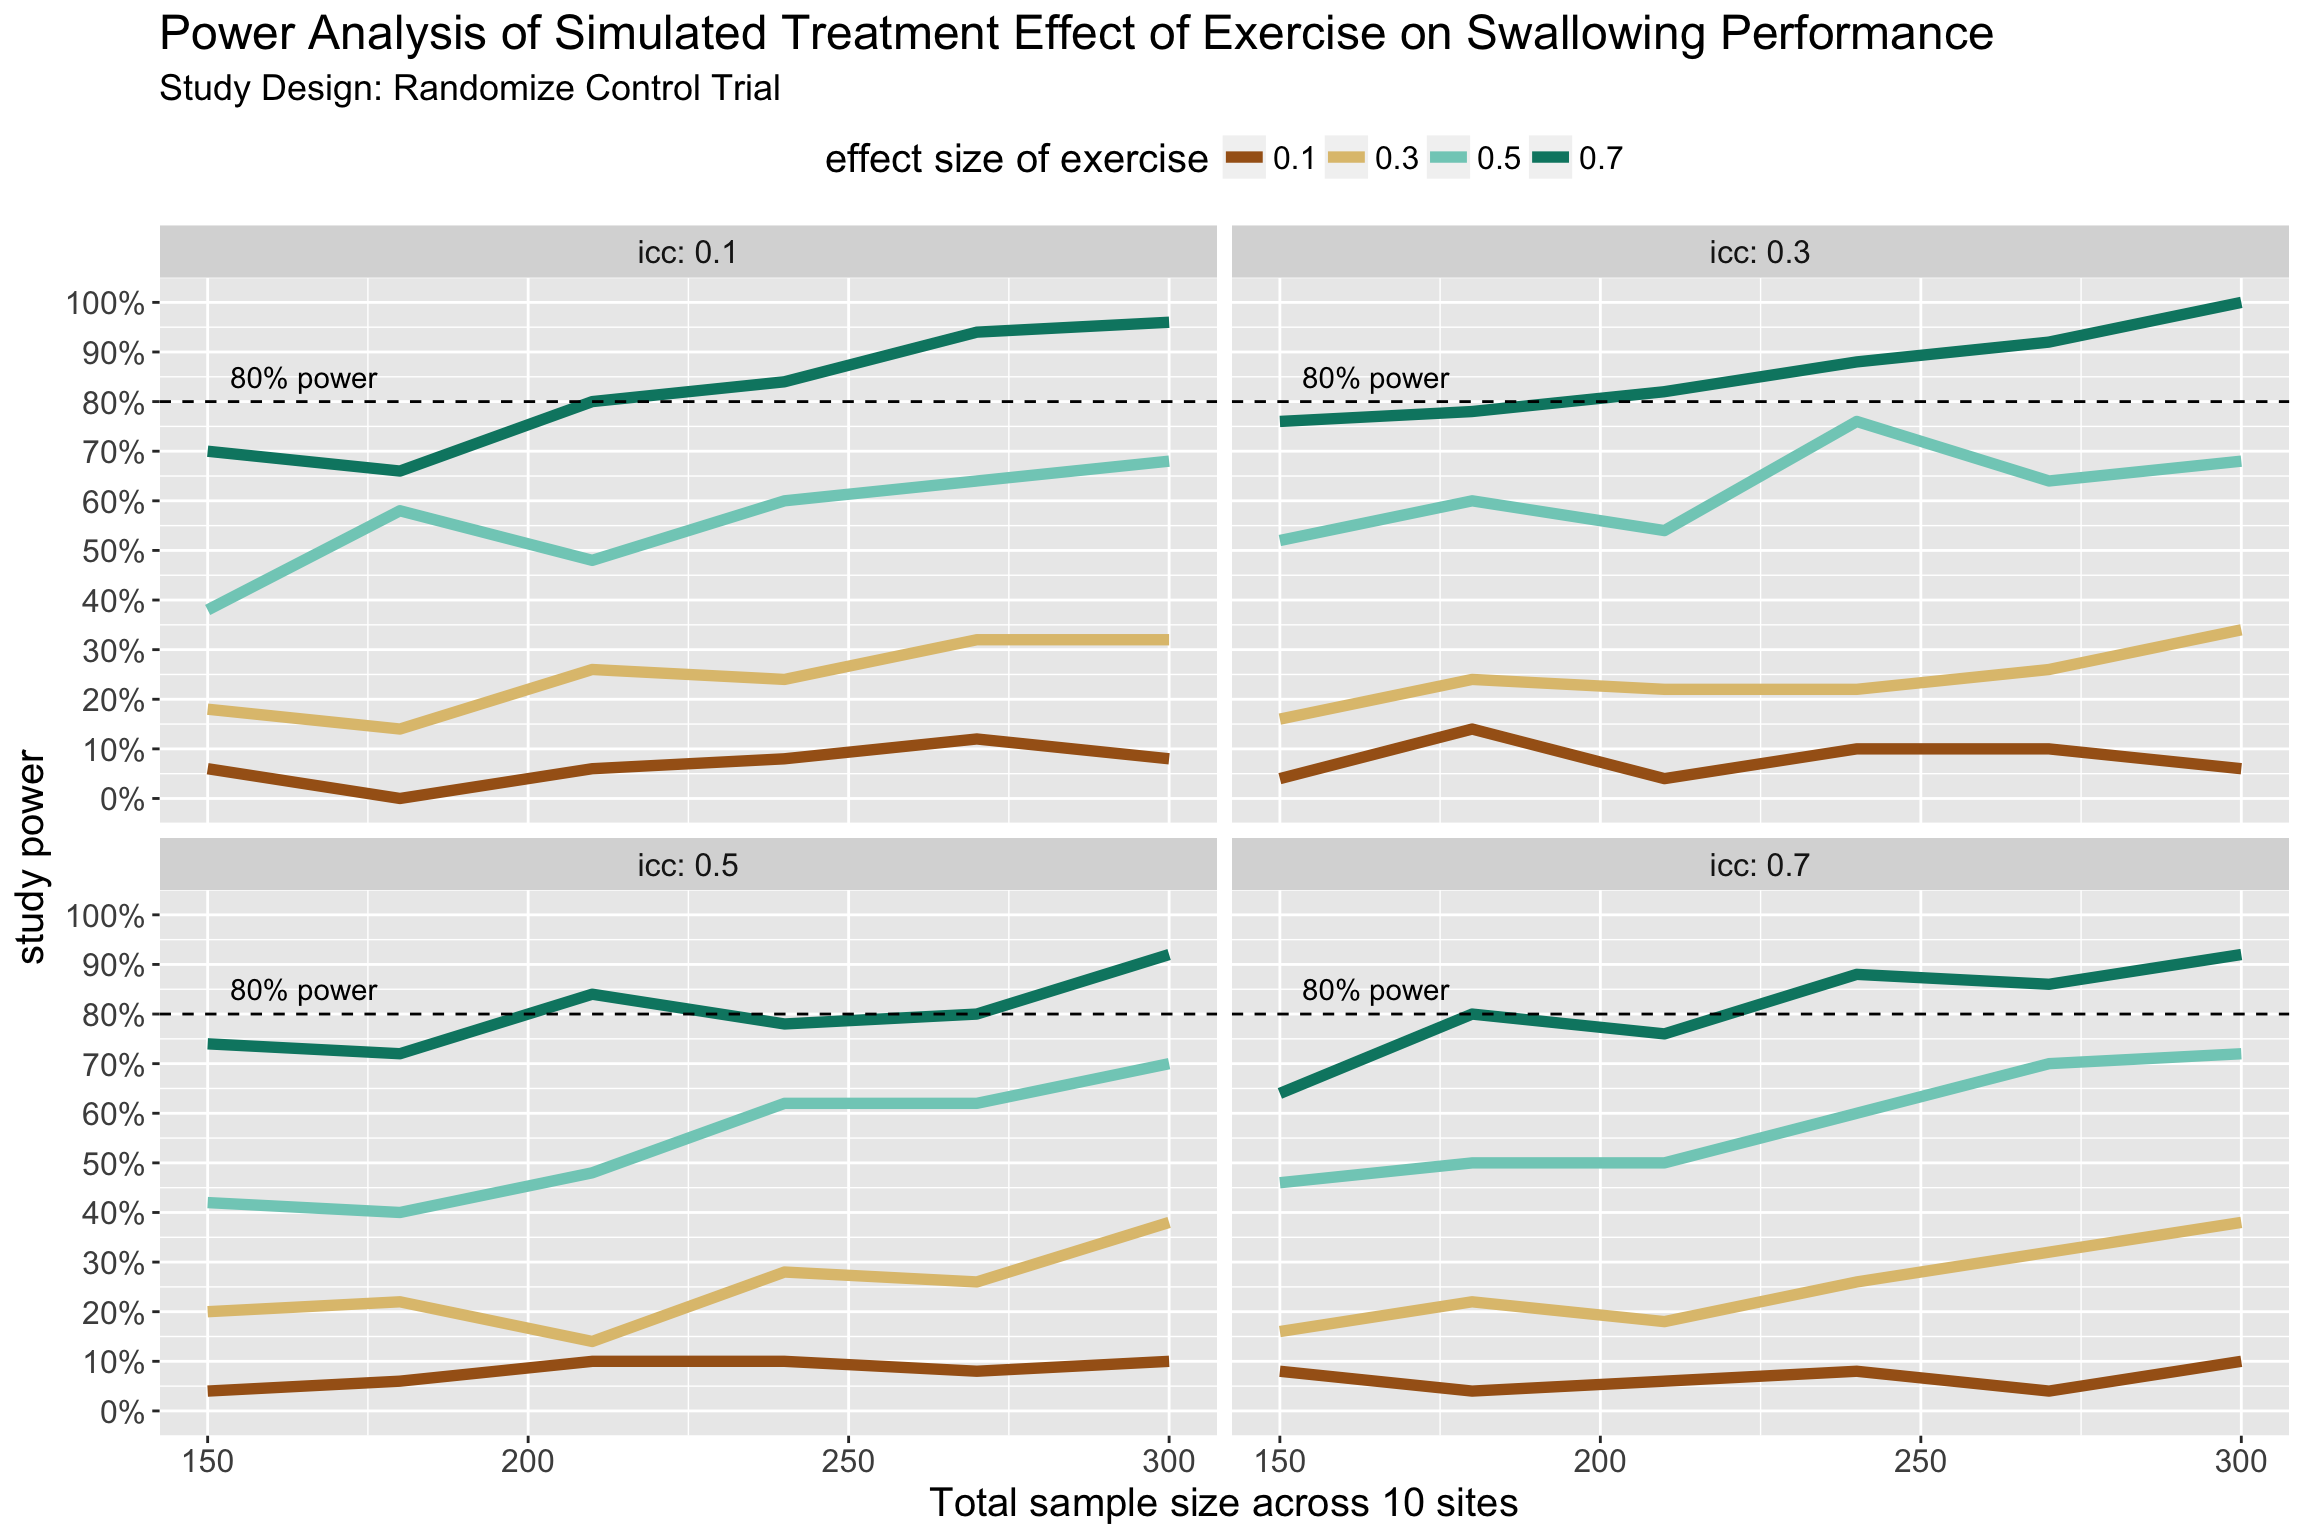 Power Analysis of Simulated Treatment Effect of Exercise on Swallowing Performance
Study Design: Randomize Control Trial
effect size of exercise 0.1 0.3 0.5 0.7
icc: 0.1 icc: 0.3
100%
90%
80% power 80% power
80%
70%
60%
50%
40%
30%
20%
10%
0%
study power
icc: 0.5 icc: 0.7
100%
90%
80% power 80% power
80%
70%
60%
50%
40%
30%
20%
10%
0%
150 200 250 300 150 200 250 300
Total sample size across 10 sites